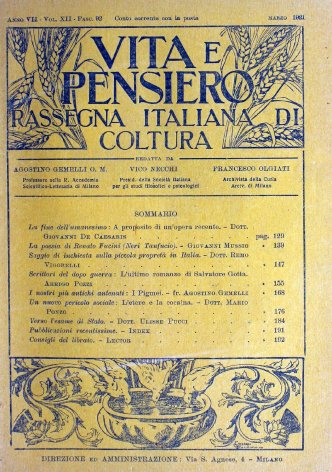 ANNO VII - VOL. XII - FASC. 92 Conto corrente con la posta MARZO 1921
VITA E
PENSIERO
RASSEGNA ITALIANA DI
COLTURA
REDATTA DA
AGOSTINO GEMELLI O. M. VICO NECCHI FRANCESCO OLGIATI
Professore nella R. Accademia Presid. della Società Italiana Archivista della Curia
Scientifico-Letteraria di Milano per gli studi filosofici e psicologici Arciv. di Milano
SOMMARIO
La fine dell'umanesimo: A proposito di un'opera recente. - DOTT.
GIOVANNI DE CAESARIS pag. 129
La poesia di Renato Fucini (Neri Tanfucio). - GIOVANNI MUSSIO » 139
Saggio di inchiesta sulla piccola proprietà in Italia. - DOTT. REMO
VIGORELLI » 147
Scrittori del dopo guerra: L'ultimo romanzo di Salvatore Gotta.
ARRIGO POZZI » 155
I nostri più antichi antenati: I Pigmei. - fr. AGOSTINO GEMELLI » 168
Un nuovo pericolo sociale: L'etere e la cocaina. - DOTT. MARIO
PONZO » 176
Verso l'esame di Stato. - DOTT. ULISSE PUCCI » 184
Pubblicazioni recentissime. - INDEX » 191
Consigli del libraio. - LECTOR » 192
DIREZIONE ED AMMINISTRAZIONE: Via S. Agnese, 4 - MILANO